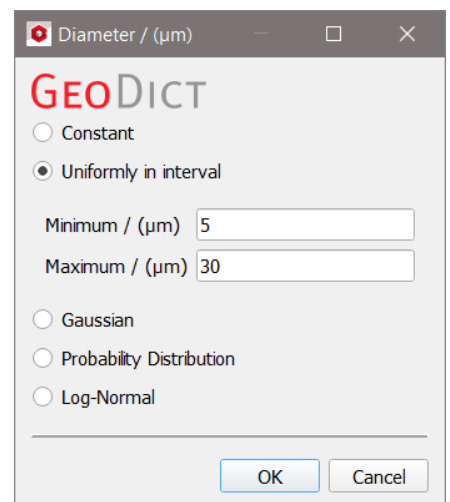 Diameter / (µm)
GEODICT
Constant
Uniformly in interval
Minimum / (µm) 5
Maximum / (µm) 30
Gaussian
Probability Distribution
Log-Normal
OK Cancel